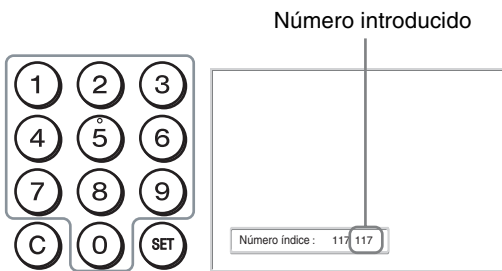 Número introducido
1 2 3
4 5 6
7 8 9
C 0 SET
Número índice : 117 117